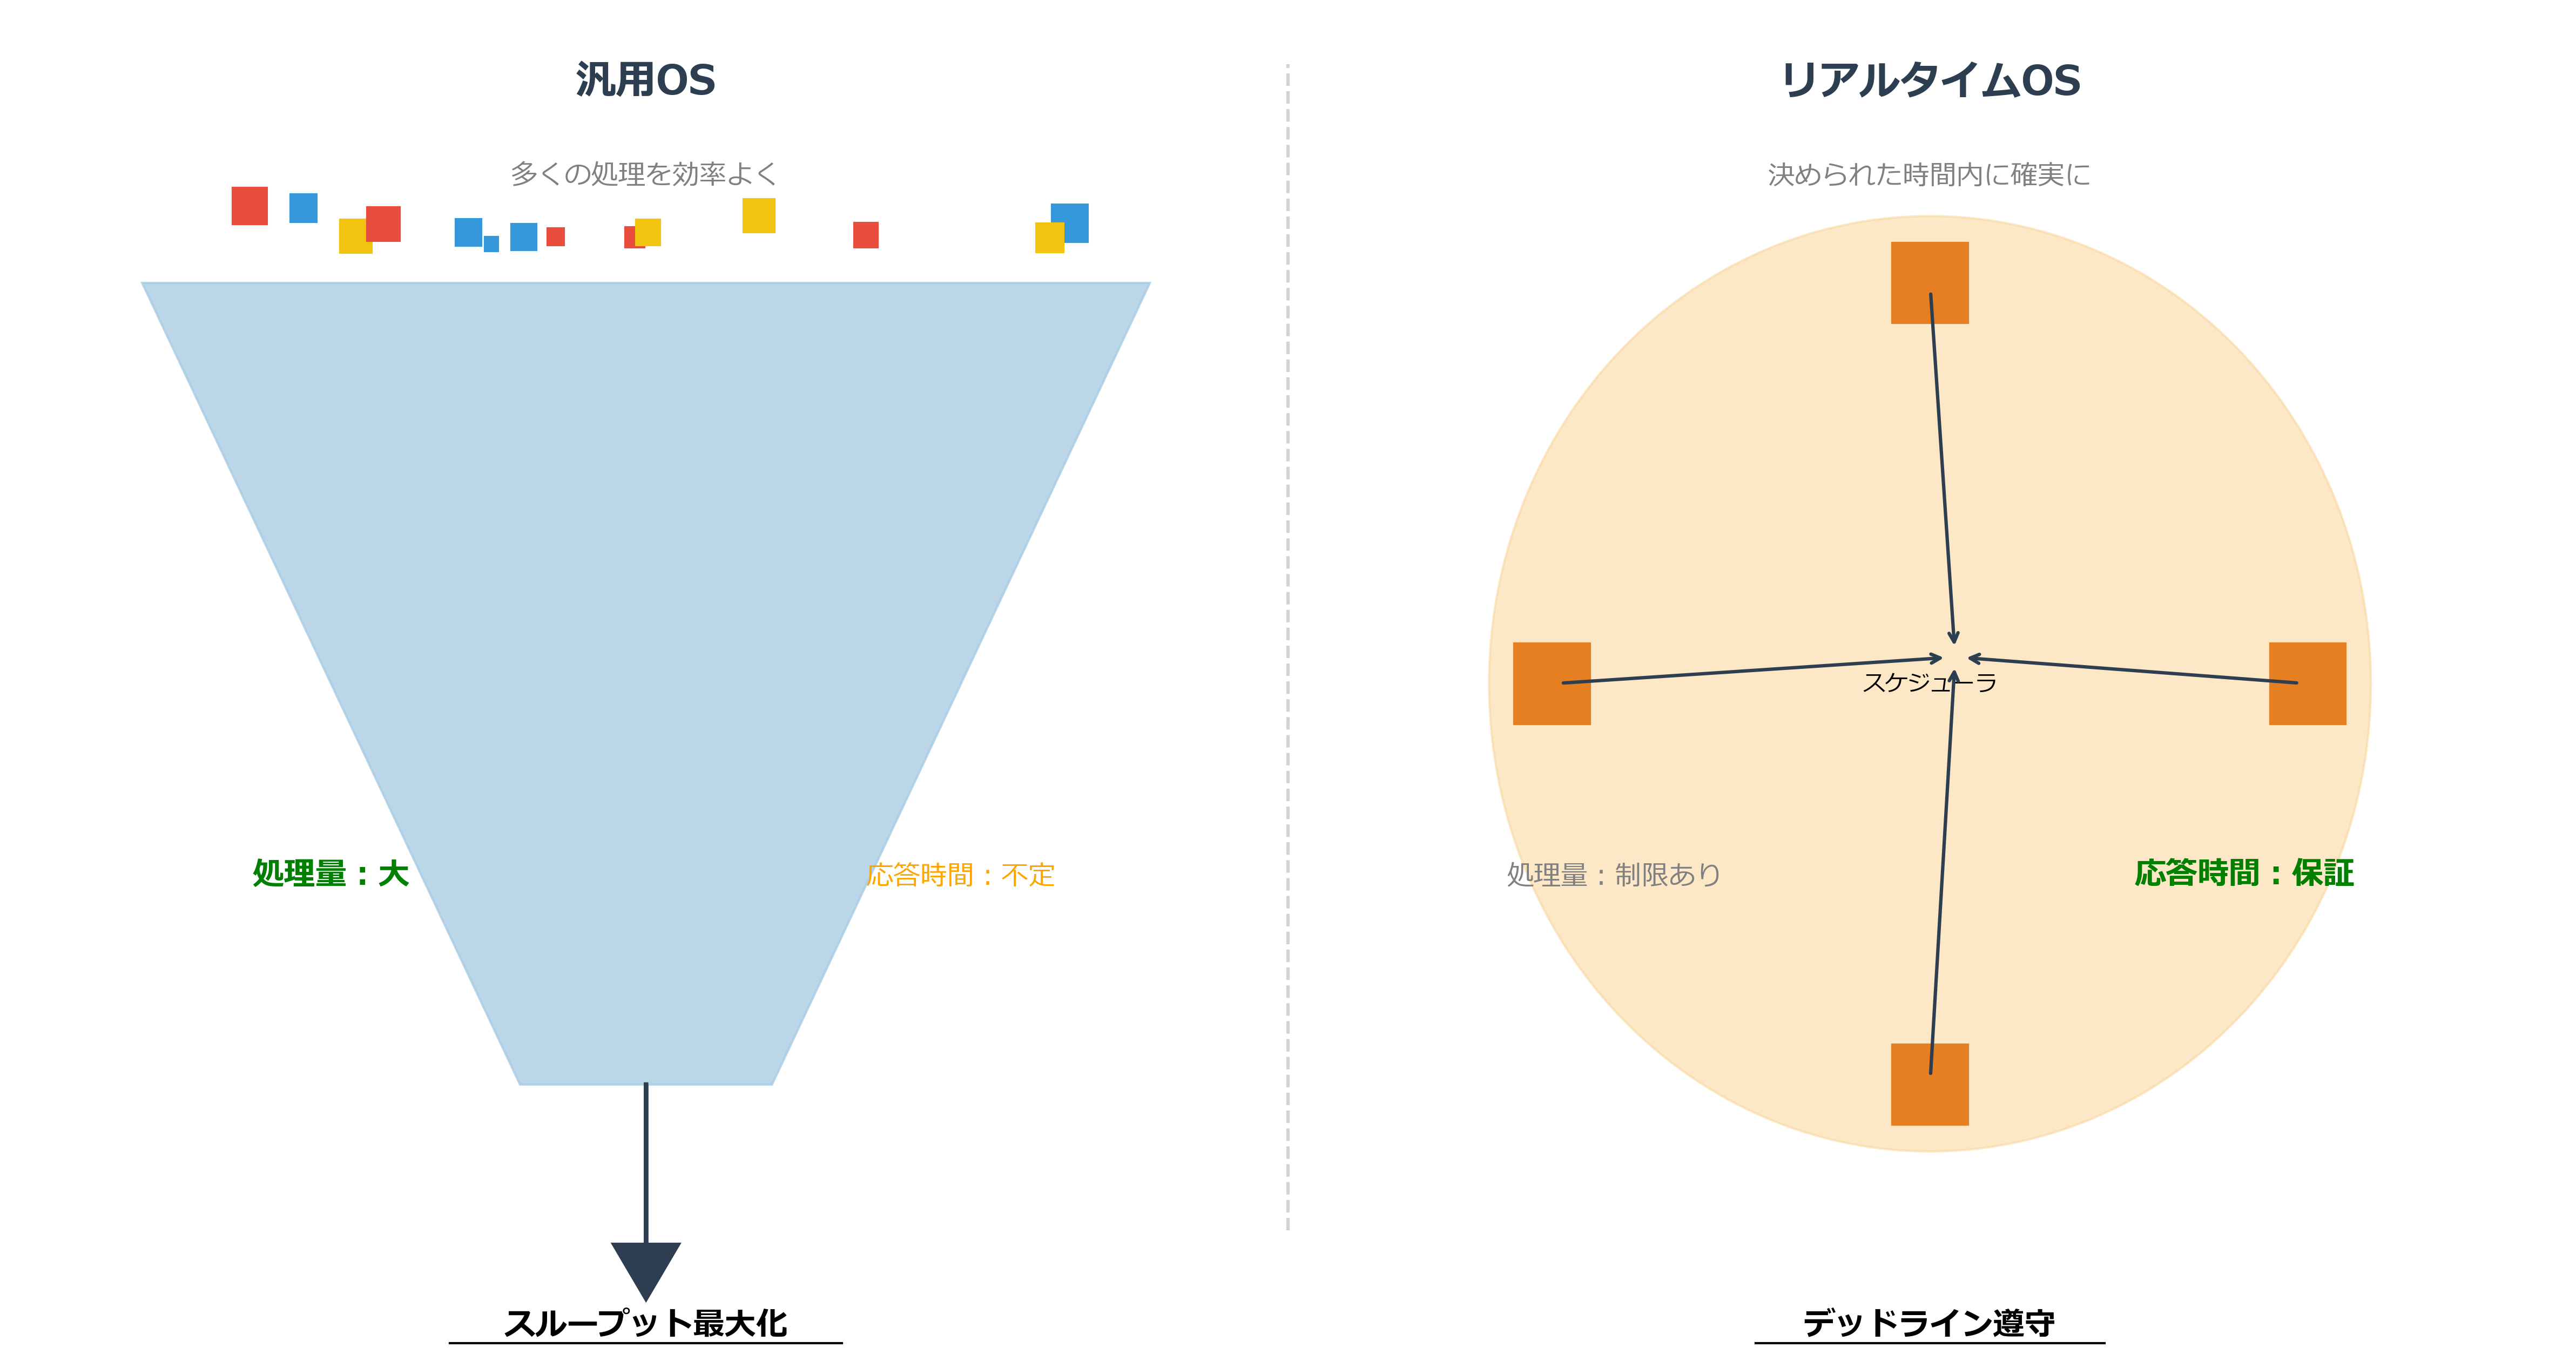 汎用OS
多くの処理を効率よく
処理量：大
応答時間：不定
スループット最大化
リアルタイムOS
決められた時間内に確実に
スケジューラ
処理量：制限あり
応答時間：保証
デッドライン遵守